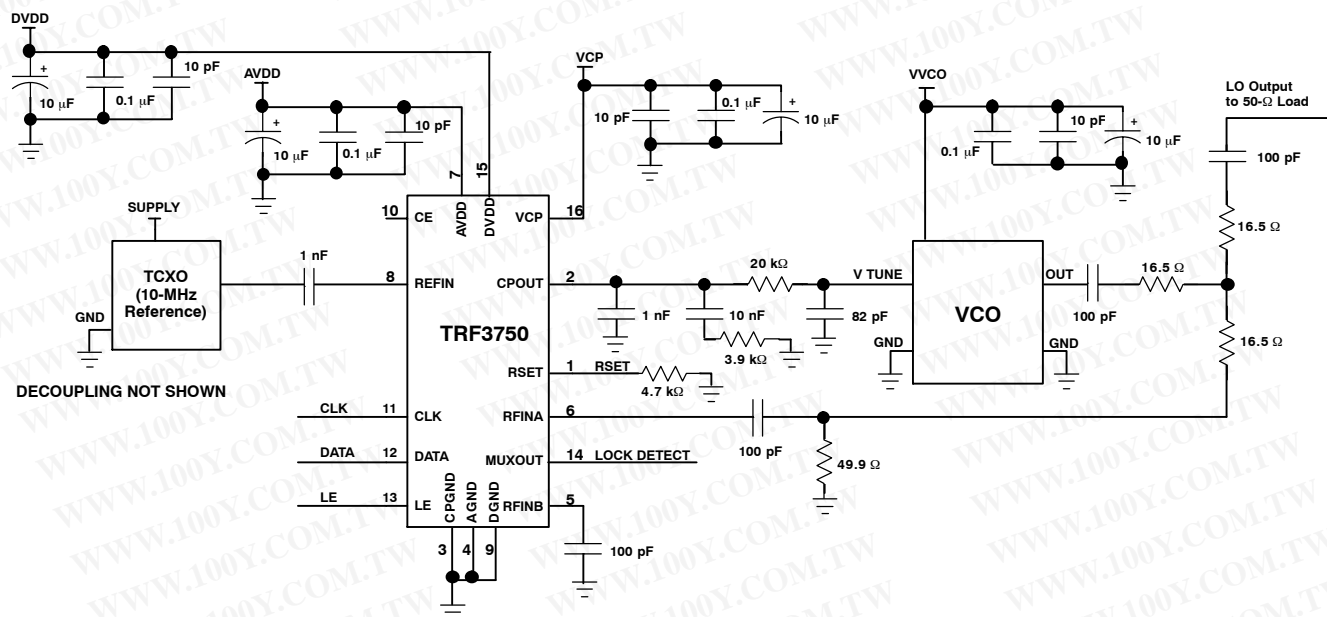 DVDD
10 pF
0.1 µF
10 µF
AVDD
10 pF
0.1 µF
10 µF
VCP
10 pF
0.1 µF
10 µF
VVCO
10 pF
0.1 µF
10 µF
LO Output
to 50-Ω Load
100 pF
16.5 Ω
SUPPLY
TCXO
(10-MHz
Reference)
GND
1 nF
DECOUPLING NOT SHOWN
7
15
10
CE
AVDD
DVDD
VCP
16
8
REFIN
CPOUT
2
TRF3750
20 kΩ
1 nF
10 nF
82 pF
3.9 kΩ
V TUNE
VCO
OUT
GND
GND
100 pF
16.5 Ω
16.5 Ω
RSET
1
RSET
4.7 kΩ
CLK
11
CLK
RFINA
6
100 pF
49.9 Ω
DATA
12
DATA
MUXOUT
14
LOCK DETECT
LE
13
LE
CPGND
AGND
DGND
RFINB
5
100 pF
3
4
9
WWW.100Y.COM.TW